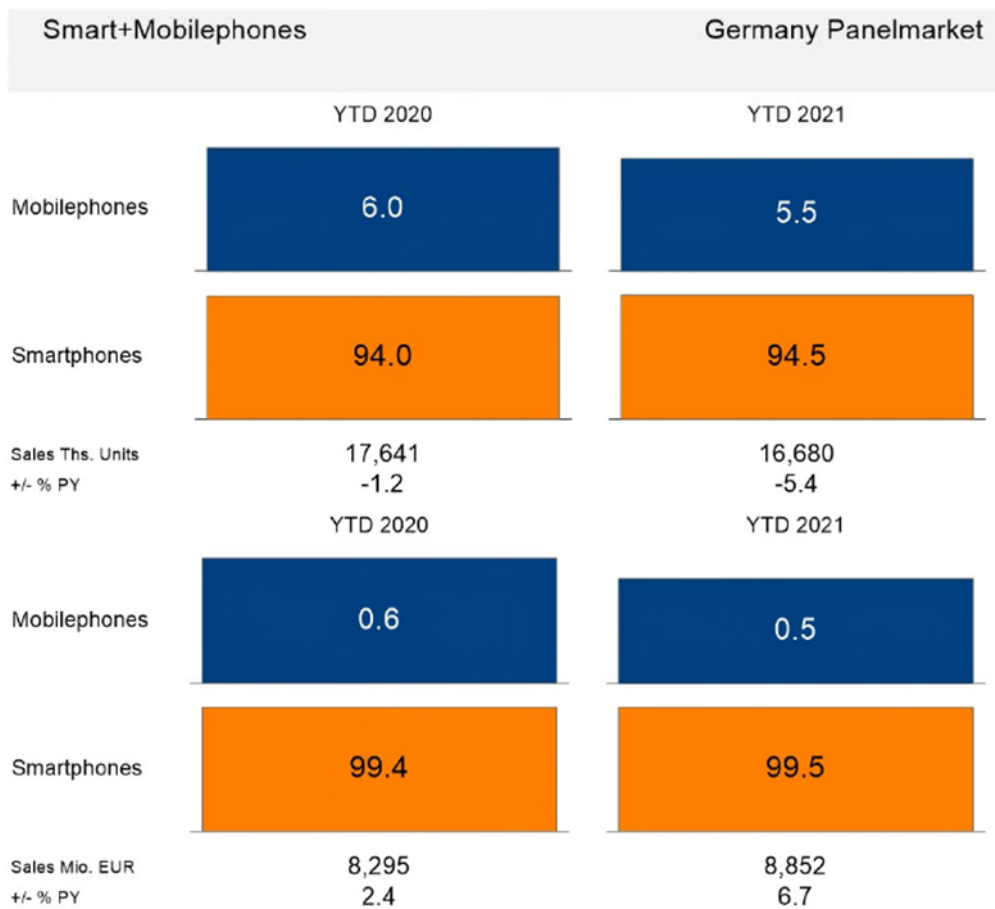 Smart+Mobilephones Germany Panelmarket
YTD 2020 YTD 2021
Mobilephones 6.0 5.5
Smartphones 94.0 94.5
Sales Ths. Units 17,641 16,680
+/- % PY -1.2 -5.4
YTD 2020 YTD 2021
Mobilephones 0.6 0.5
Smartphones 99.4 99.5
Sales Mio. EUR 8,295 8,852
+/- % PY 2.4 6.7